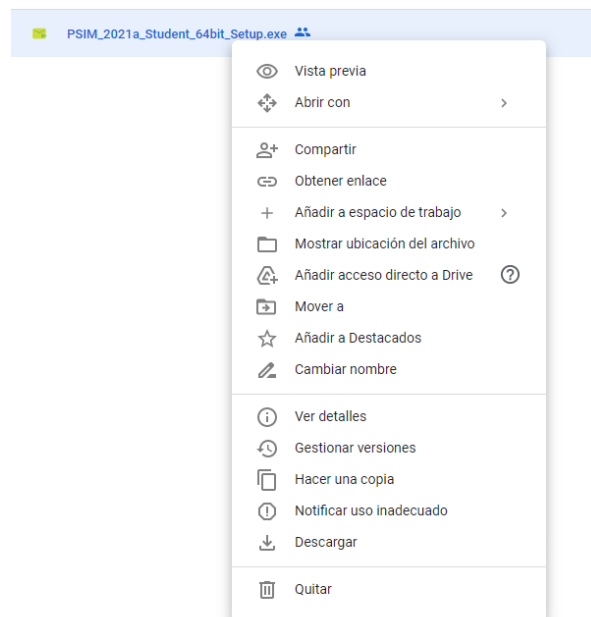 PSIM_2021a_Student_64bit_Setup.exe
Vista previa
Abrir con
Compartir
Obtener enlace
Añadir a espacio de trabajo
Mostrar ubicación del archivo
Añadir acceso directo a Drive
Mover a
Añadir a Destacados
Cambiar nombre
Ver detalles
Gestionar versiones
Hacer una copia
Notificar uso inadecuado
Descargar
Quitar